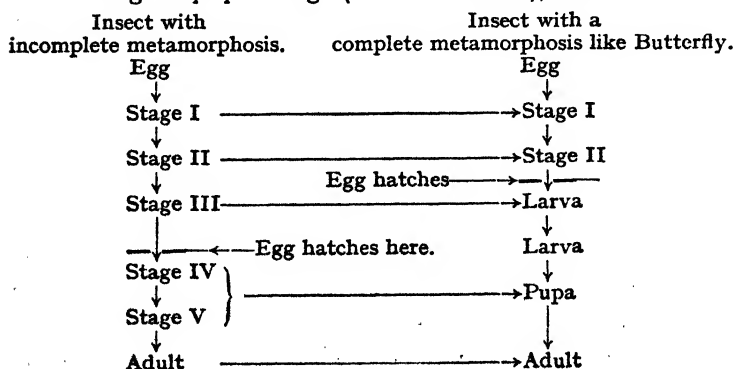 Insect with
incomplete metamorphosis.
Insect with a
complete metamorphosis like Butterfly.
Egg Egg
Stage I Stage I
Stage II Stage II
Egg hatches
Stage III Larva
Egg hatches here. Larva
Stage IV
Pupa
Stage V
Adult Adult